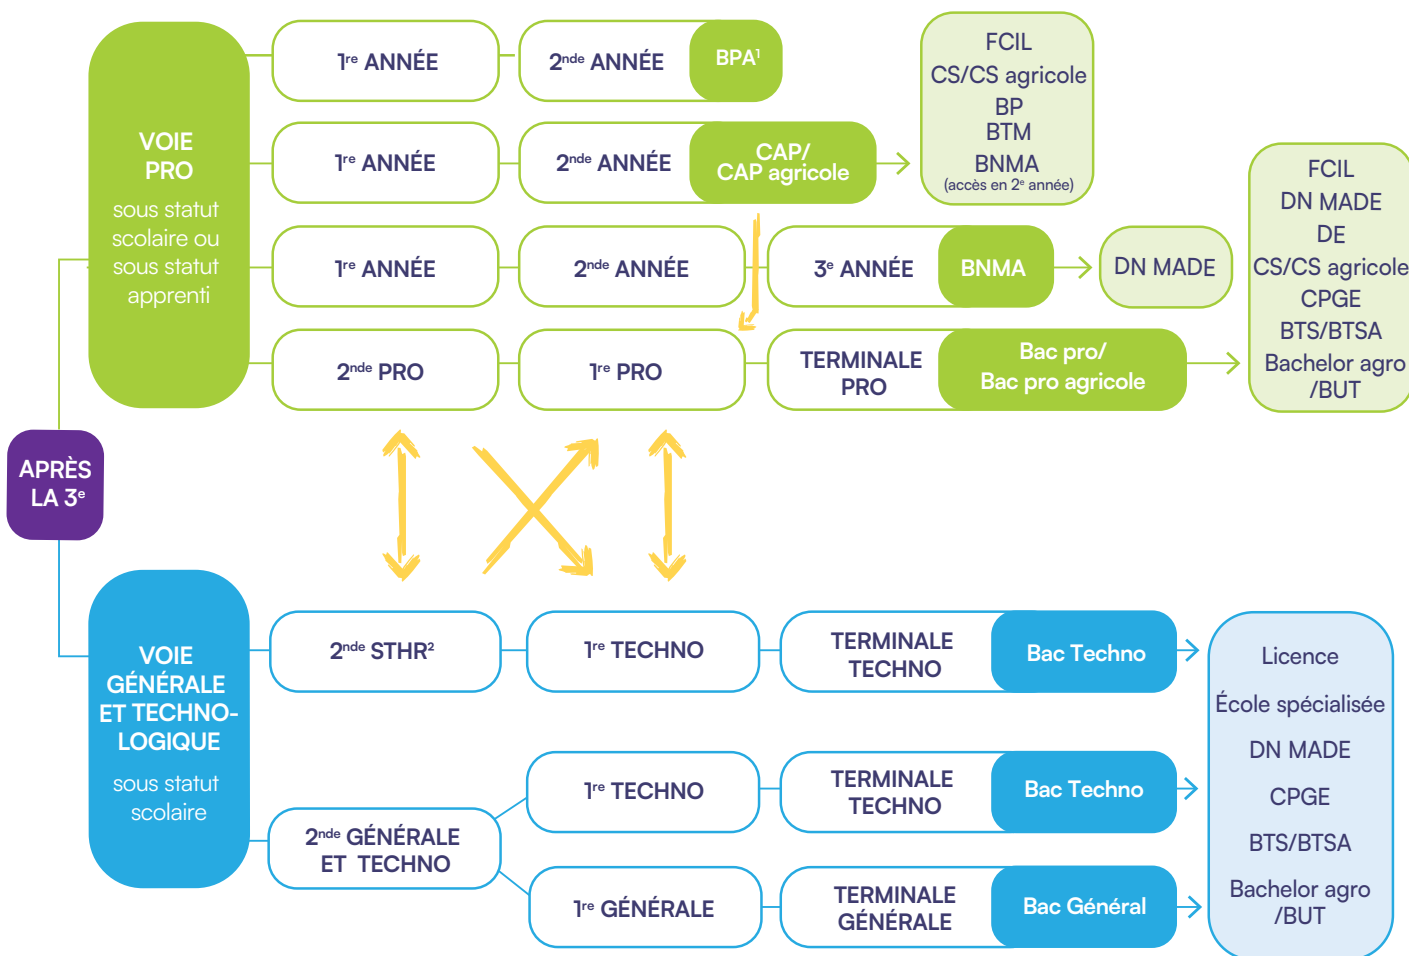 APRÈS
LA 3e
VOIE
PRO
sous statut
scolaire ou
sous statut
apprenti
1re ANNÉE
2nde ANNÉE
BPA¹
1re ANNÉE
2nde ANNÉE
CAP/
CAP agricole
FCIL
CS/CS agricole
BP
BTM
BNMA
(accès en 2e année)
1re ANNÉE
2nde ANNÉE
3e ANNÉE
BNMA
DN MADE
2nde PRO
1re PRO
TERMINALE
PRO
Bac pro/
Bac pro agricole
FCIL
DN MADE
DE
CS/CS agricole
CPGE
BTS/BTSA
Bachelor agro
/BUT
VOIE
GÉNÉRALE
ET TECHNO-
LOGIQUE
sous statut
scolaire
2nde STHR²
1re TECHNO
TERMINALE
TECHNO
Bac Techno
2nde GÉNÉRALE
ET TECHNO
1re TECHNO
TERMINALE
TECHNO
Bac Techno
1re GÉNÉRALE
TERMINALE
GÉNÉRALE
Bac Général
Licence
École spécialisée
DN MADE
CPGE
BTS/BTSA
Bachelor agro
/BUT